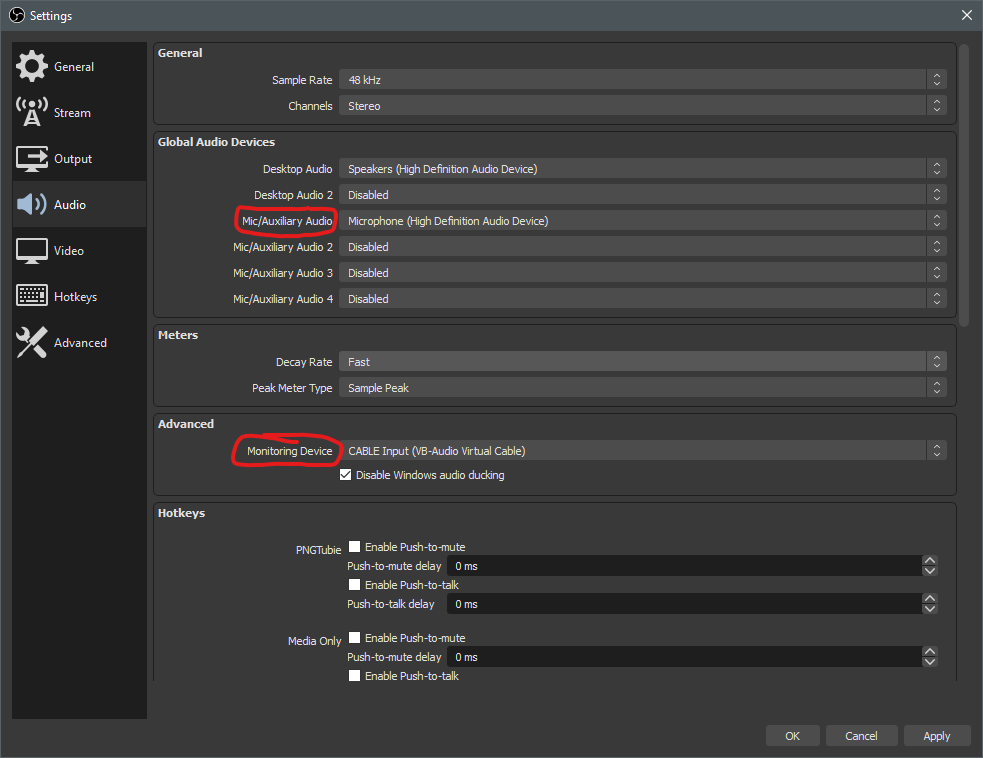 Settings
General
Stream
Output
Audio
Video
Hotkeys
Advanced
General
Sample Rate 48 kHz
Channels Stereo
Global Audio Devices
Desktop Audio Speakers (High Definition Audio Device)
Desktop Audio 2 Disabled
Mic/Auxiliary Audio Microphone (High Definition Audio Device)
Mic/Auxiliary Audio 2 Disabled
Mic/Auxiliary Audio 3 Disabled
Mic/Auxiliary Audio 4 Disabled
Meters
Decay Rate Fast
Peak Meter Type Sample Peak
Advanced
Monitoring Device CABLE Input (VB-Audio Virtual Cable)
Disable Windows audio ducking
Hotkeys
PNGTubie Enable Push-to-mute
Push-to-mute delay 0 ms
Enable Push-to-talk
Push-to-talk delay 0 ms
Media Only Enable Push-to-mute
Push-to-mute delay 0 ms
Enable Push-to-talk
OK Cancel Apply